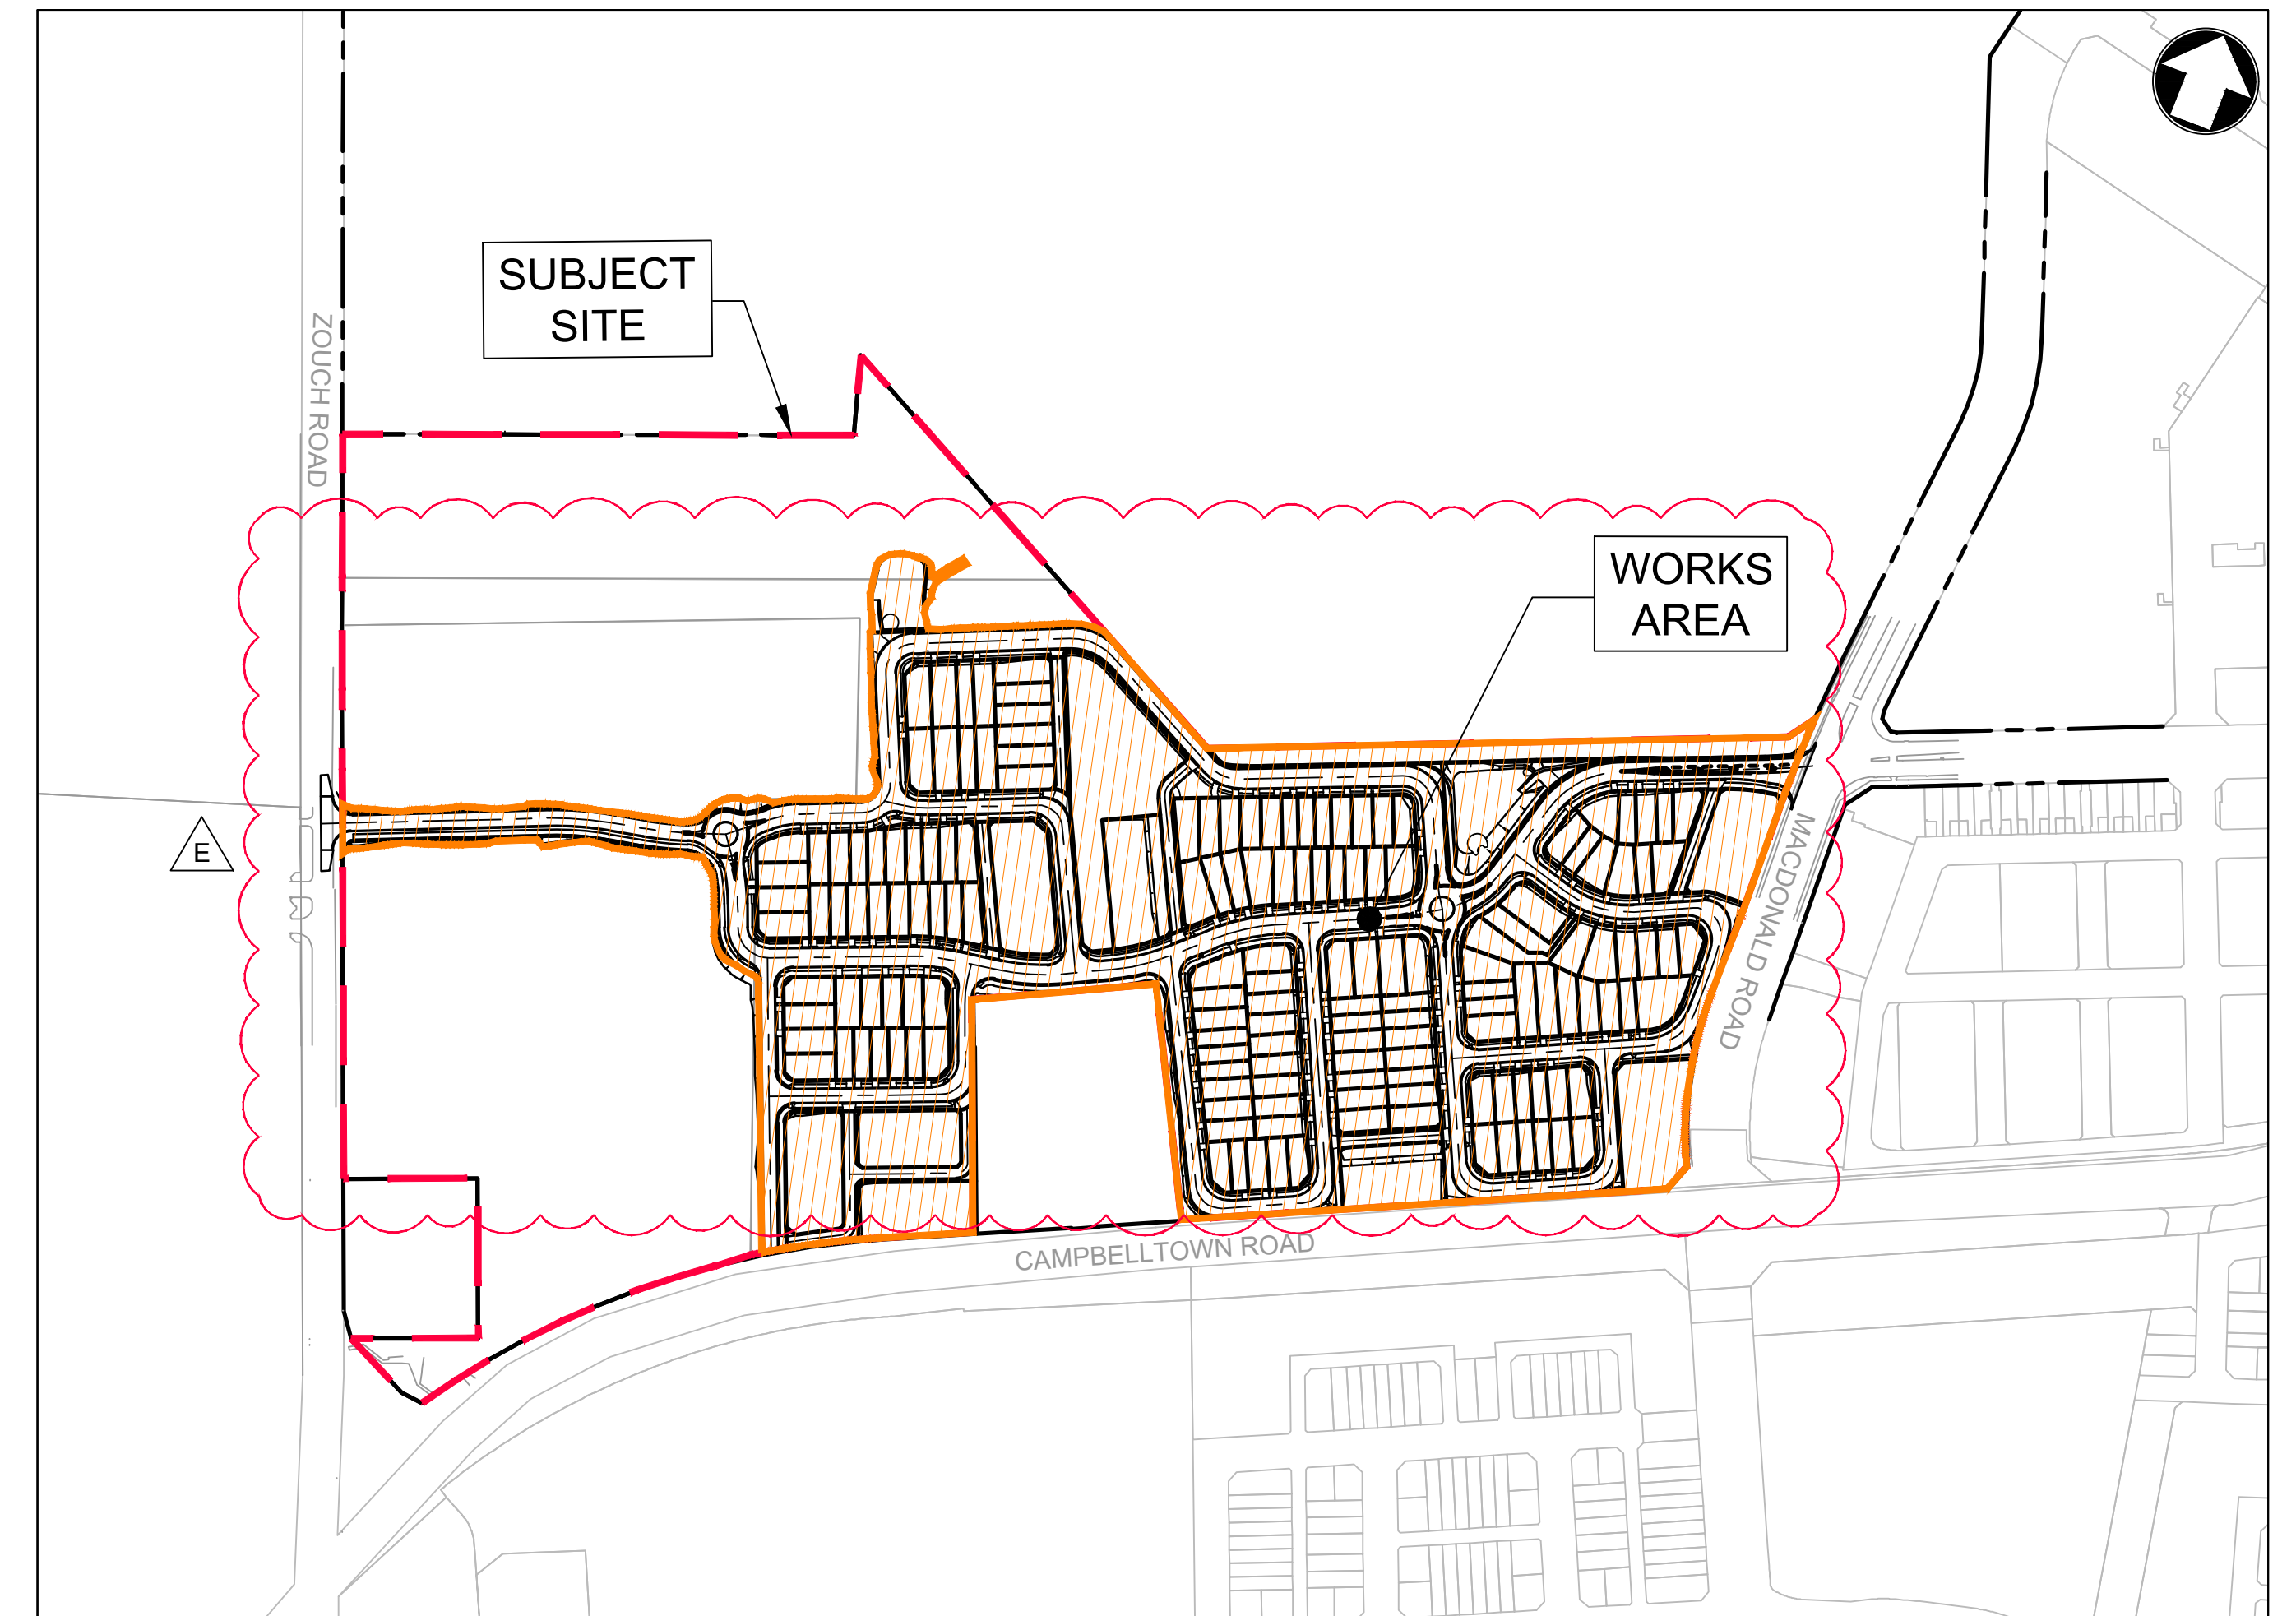 SUBJECT
SITE
ZOUCH ROAD
WORKS
AREA
E
MACDONALD ROAD
CAMPBELLTOWN ROAD